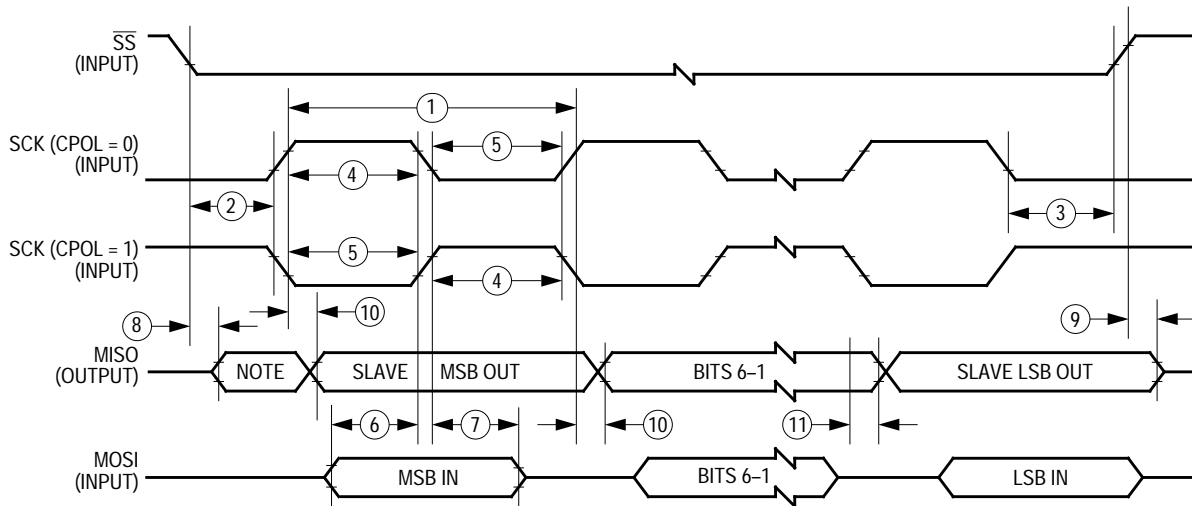 SS
(INPUT)
1
SCK (CPOL = 0)
(INPUT)
5
4
2
3
SCK (CPOL = 1)
(INPUT)
5
4
8
10
9
MISO
(OUTPUT)
NOTE
SLAVE
MSB OUT
BITS 6–1
SLAVE LSB OUT
6
7
10
11
MOSI
(INPUT)
MSB IN
BITS 6–1
LSB IN